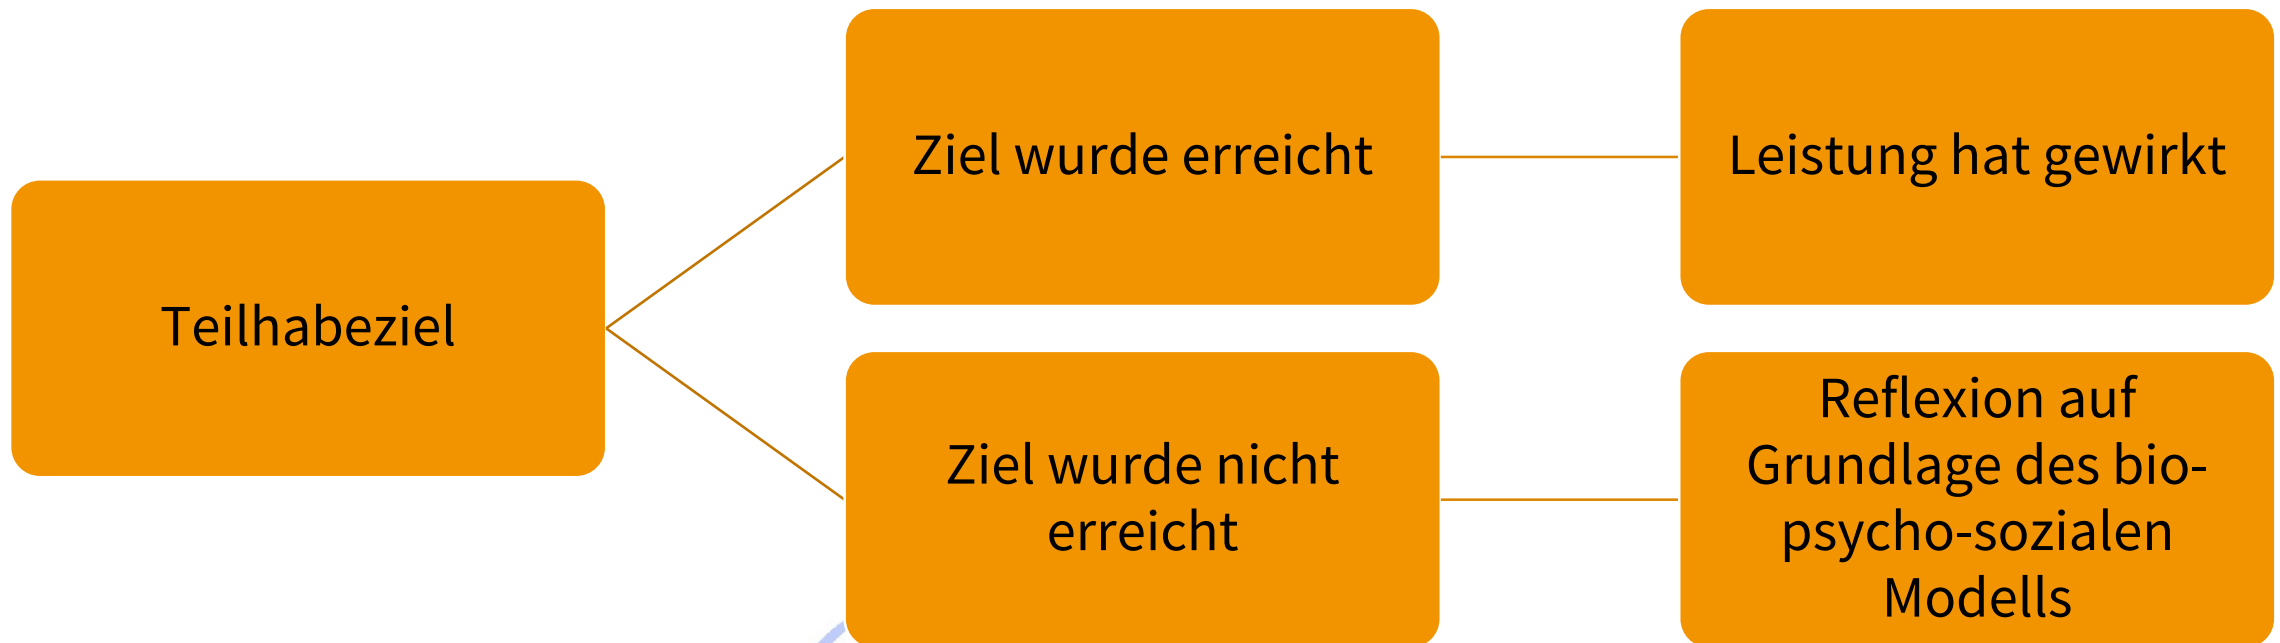 Teilhabeziel
Ziel wurde erreicht
Leistung hat gewirkt
Ziel wurde nicht
erreicht
Reflexion auf
Grundlage des bio-
psycho-sozialen
Modells